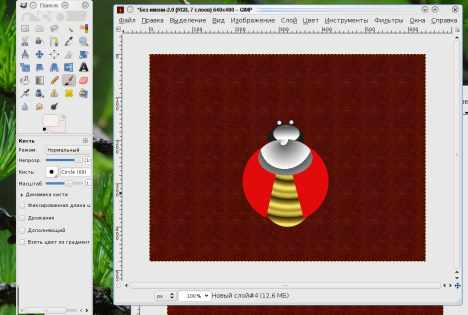 Панель
Кисть
Режим: Нормальный
Непрозр.:
Кисть: Circle (09)
Масштаб:
Динамика кисти
Фиксированная длина ш
Дрожание
Дополняющий
Взять цвет из градиент
*Без имени-2.0 (RGB, 7 слоев) 640x480 – GIMP
Файл Правка Выделение Вид Изображение Слой Цвет Инструменты Фильтры Окна Справка
px 100% Новый слой#4 (12,6 МБ)